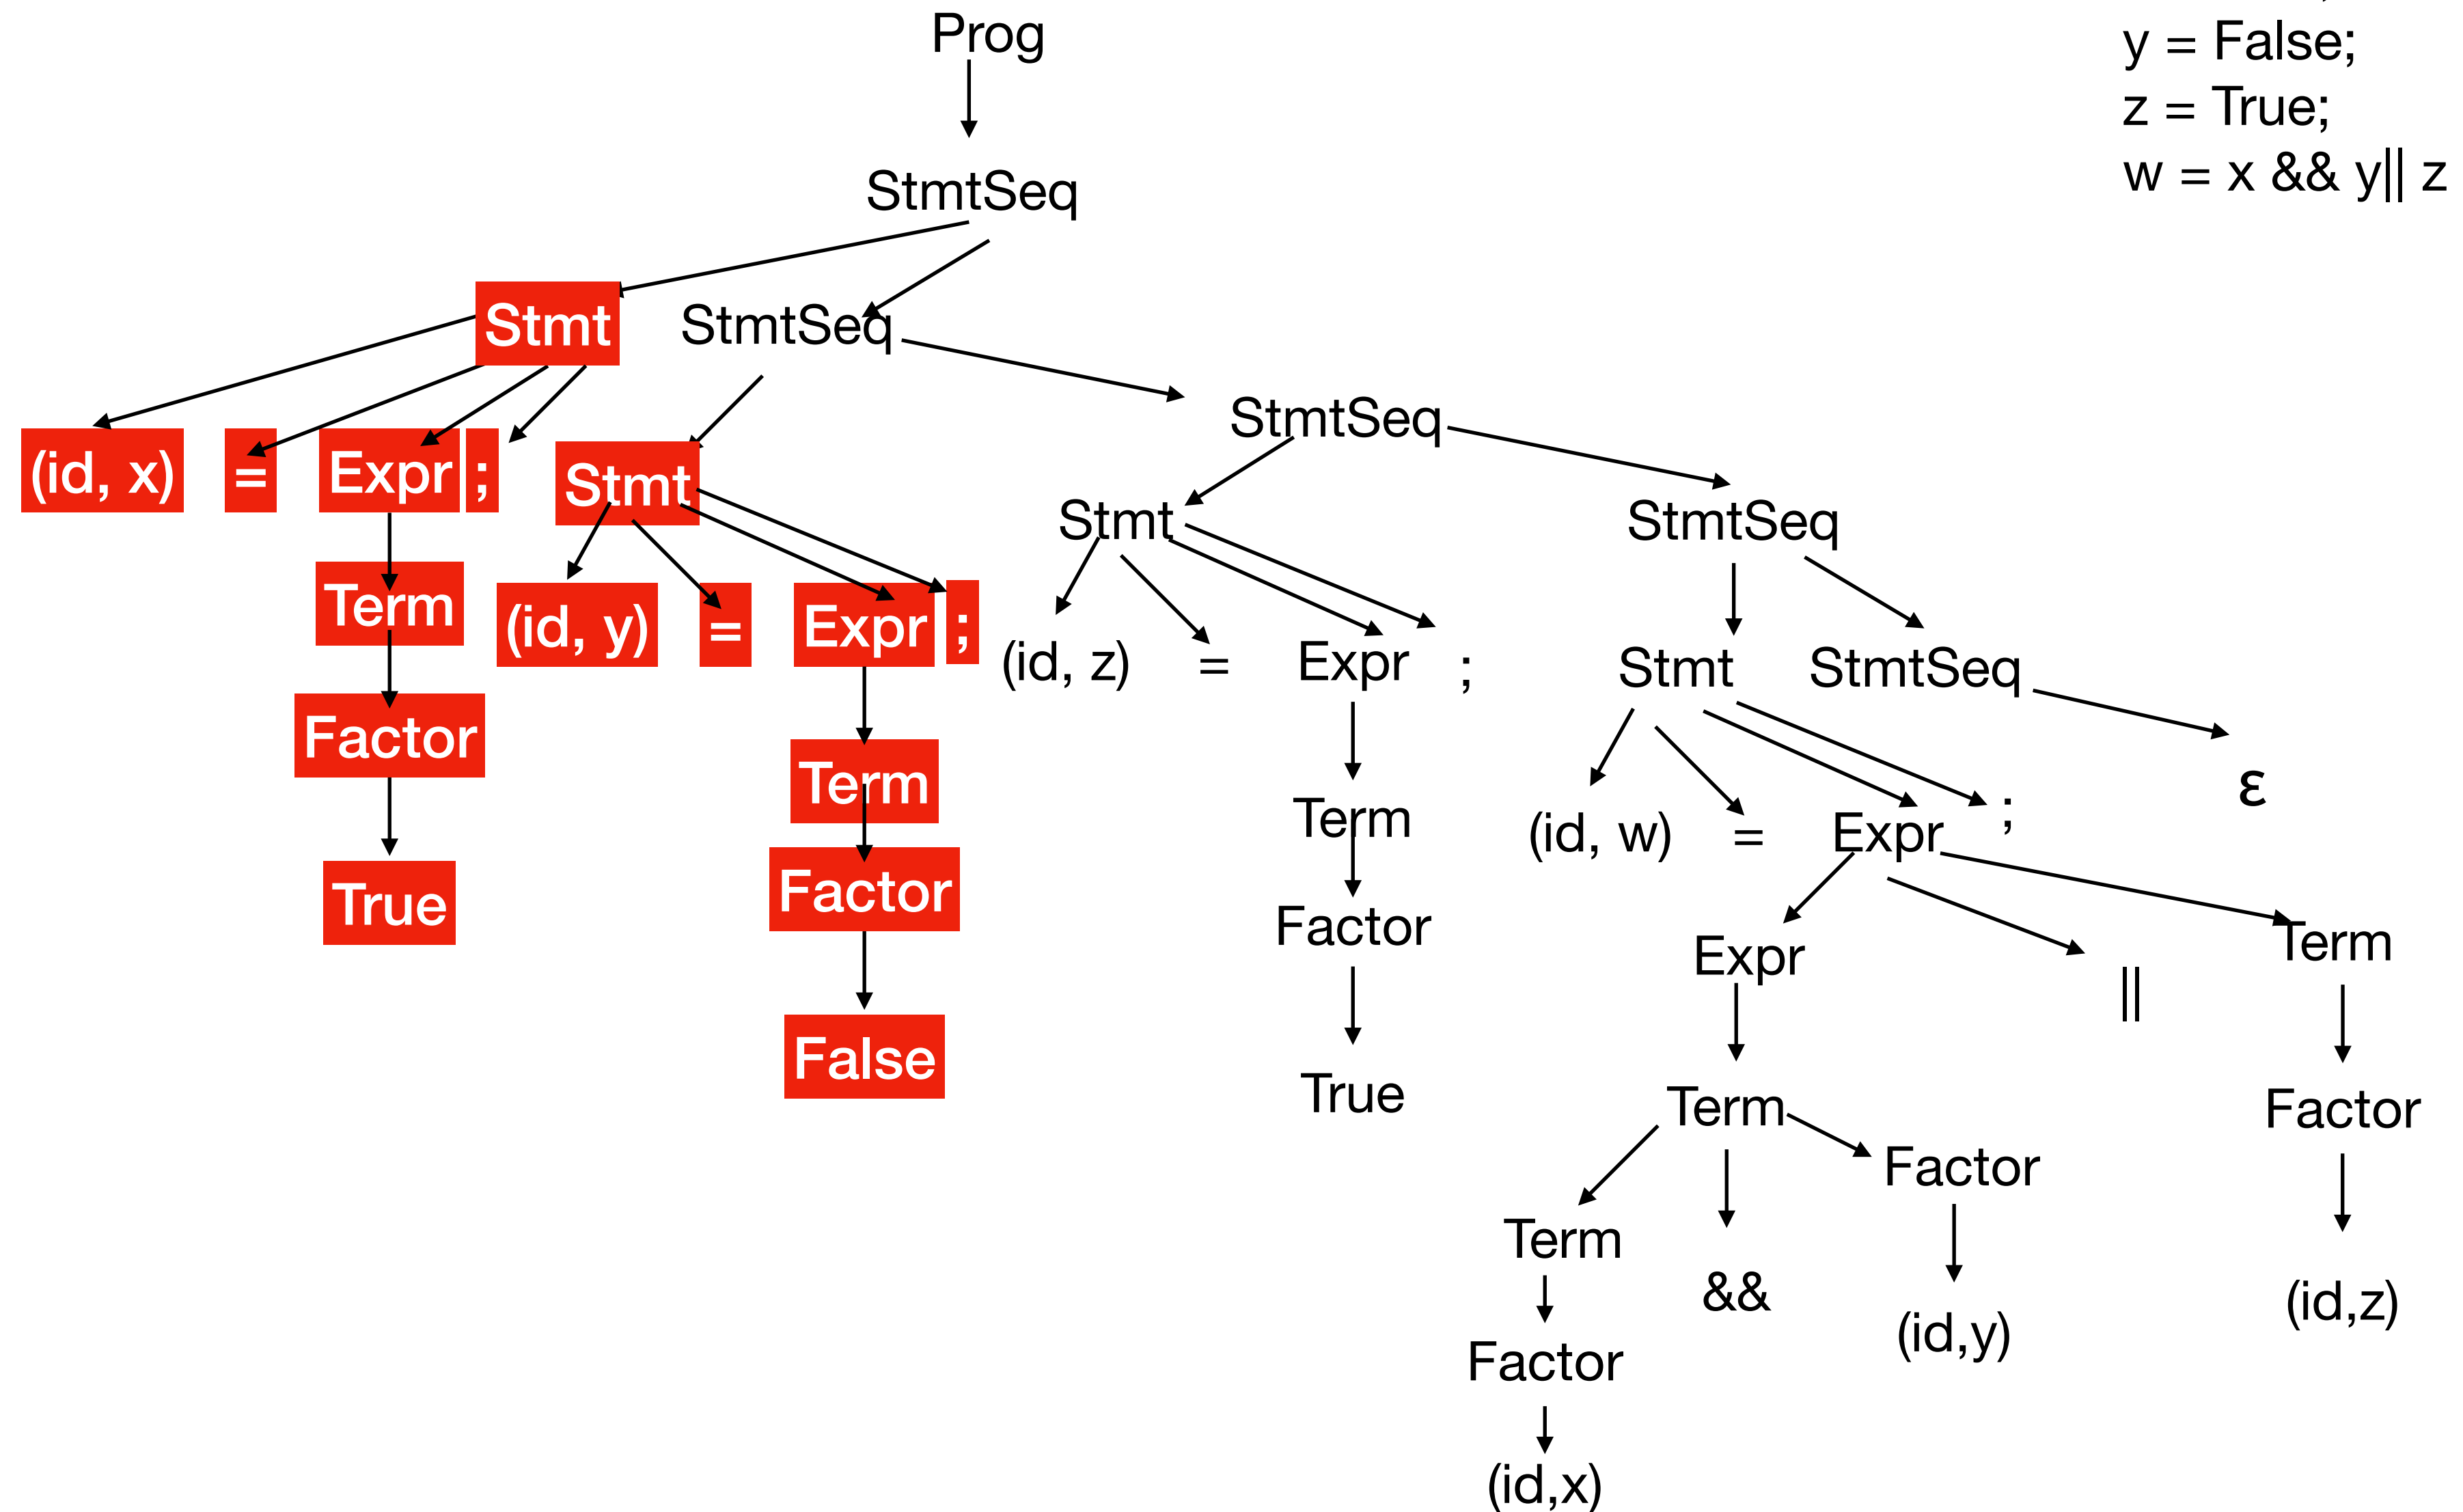 Prog
y = False;
z = True;
w = x && y|| z
StmtSeq
Stmt
StmtSeq
StmtSeq
(id, x) = Expr ;
Stmt
Stmt
StmtSeq
Term
(id, y) = Expr ;
(id, z) = Expr ;
Stmt
StmtSeq
Factor
Term
ε
Term
(id, w) = Expr ;
True
Factor
Factor
Expr
||
Term
False
True
Term
Factor
Factor
Term
&&
(id,y)
(id,z)
Factor
(id,x)